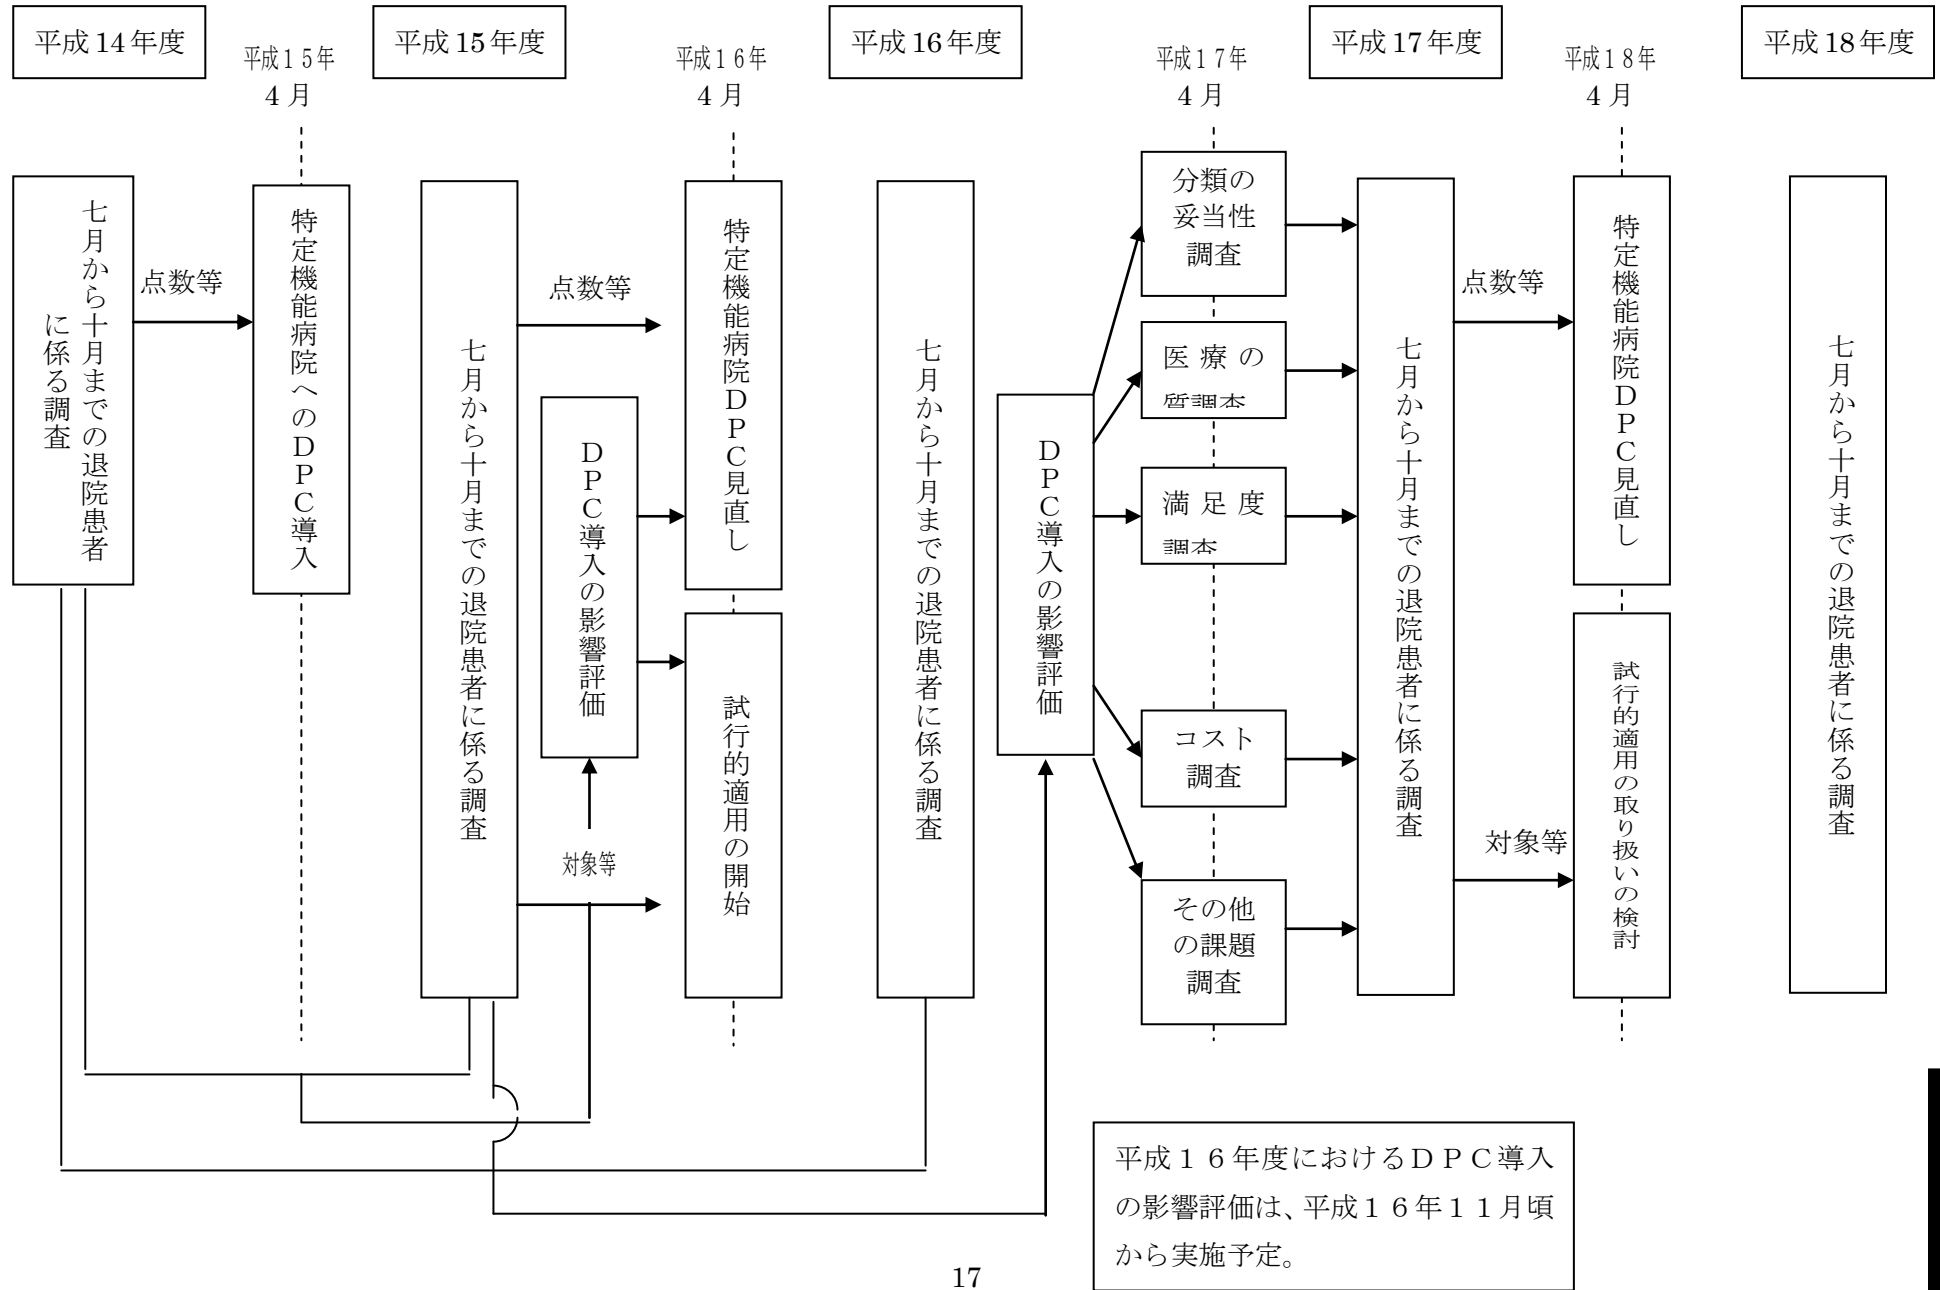 平成14年度
平成15年度
平成16年度
平成17年度
平成18年度
平成１５年
4月
平成１６年
4月
平成１７年
4月
平成１８年
4月
七月から十月までの退院患者
に係る調査
点数等
特定機能病院へのＤＰＣ導入
七月から十月までの退院患者に係る調査
点数等
ＤＰＣ導入の影響評価
対象等
特定機能病院ＤＰＣ見直し
試行的適用の開始
七月から十月までの退院患者に係る調査
ＤＰＣ導入の影響評価
分類の
妥当性
調査
医療の
質調査
満足度
調査
コスト
調査
その他
の課題
調査
七月から十月までの退院患者に係る調査
点数等
対象等
特定機能病院ＤＰＣ見直し
試行的適用の取り扱いの検討
七月から十月までの退院患者に係る調査
平成１６年度におけるＤＰＣ導入
の影響評価は、平成１６年１１月頃
から実施予定。
17